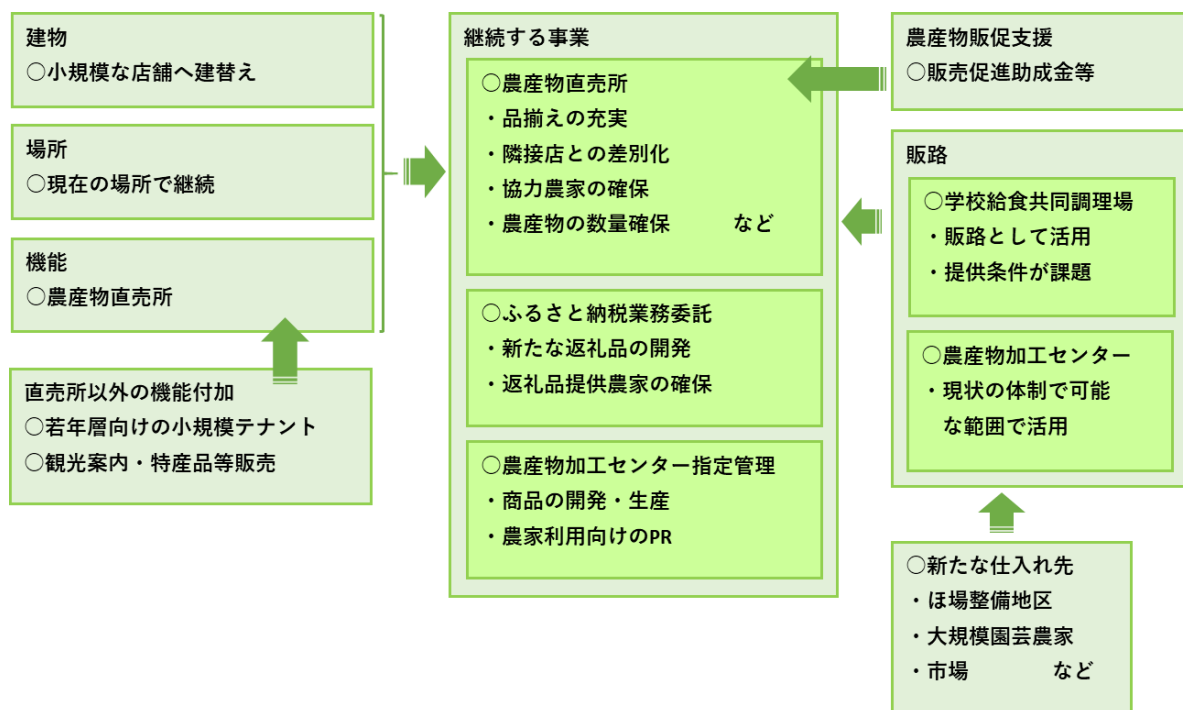 建物
○小規模な店舗へ建替え
場所
○現在の場所で継続
機能
○農産物直売所
直売所以外の機能付加
○若年層向けの小規模テナント
○観光案内・特産品等販売
継続する事業
○農産物直売所
・品揃えの充実
・隣接店との差別化
・協力農家の確保
・農産物の数量確保　　　など
○ふるさと納税業務委託
・新たな返礼品の開発
・返礼品提供農家の確保
○農産物加工センター指定管理
・商品の開発・生産
・農家利用向けのPR
農産物販促支援
○販売促進助成金等
販路
○学校給食共同調理場
・販路として活用
・提供条件が課題
○農産物加工センター
・現状の体制で可能
な範囲で活用
○新たな仕入れ先
・ほ場整備地区
・大規模園芸農家
・市場　　　　など